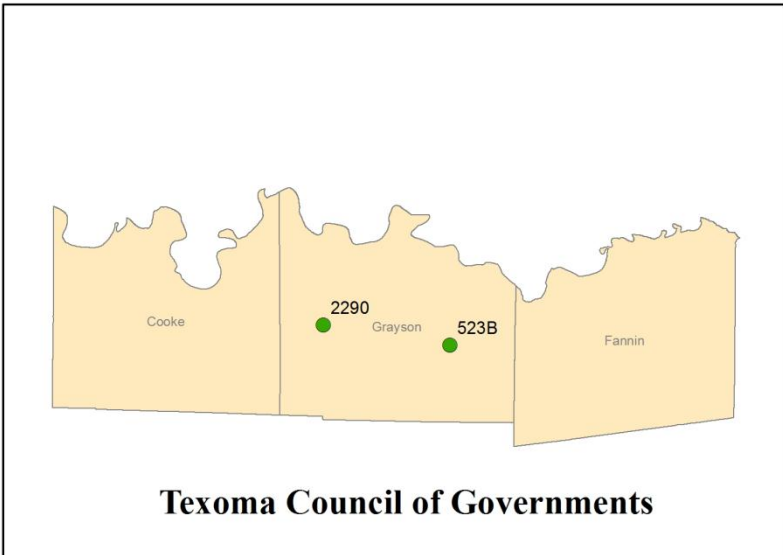 2290
Cooke
Grayson
523B
Fannin
Texoma Council of Governments